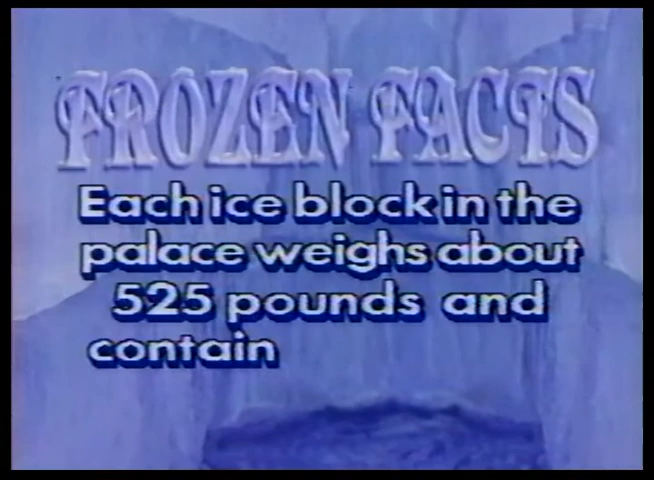 FROZEN FACTS
Each ice block in the
palace weighs about
525 pounds and
contain